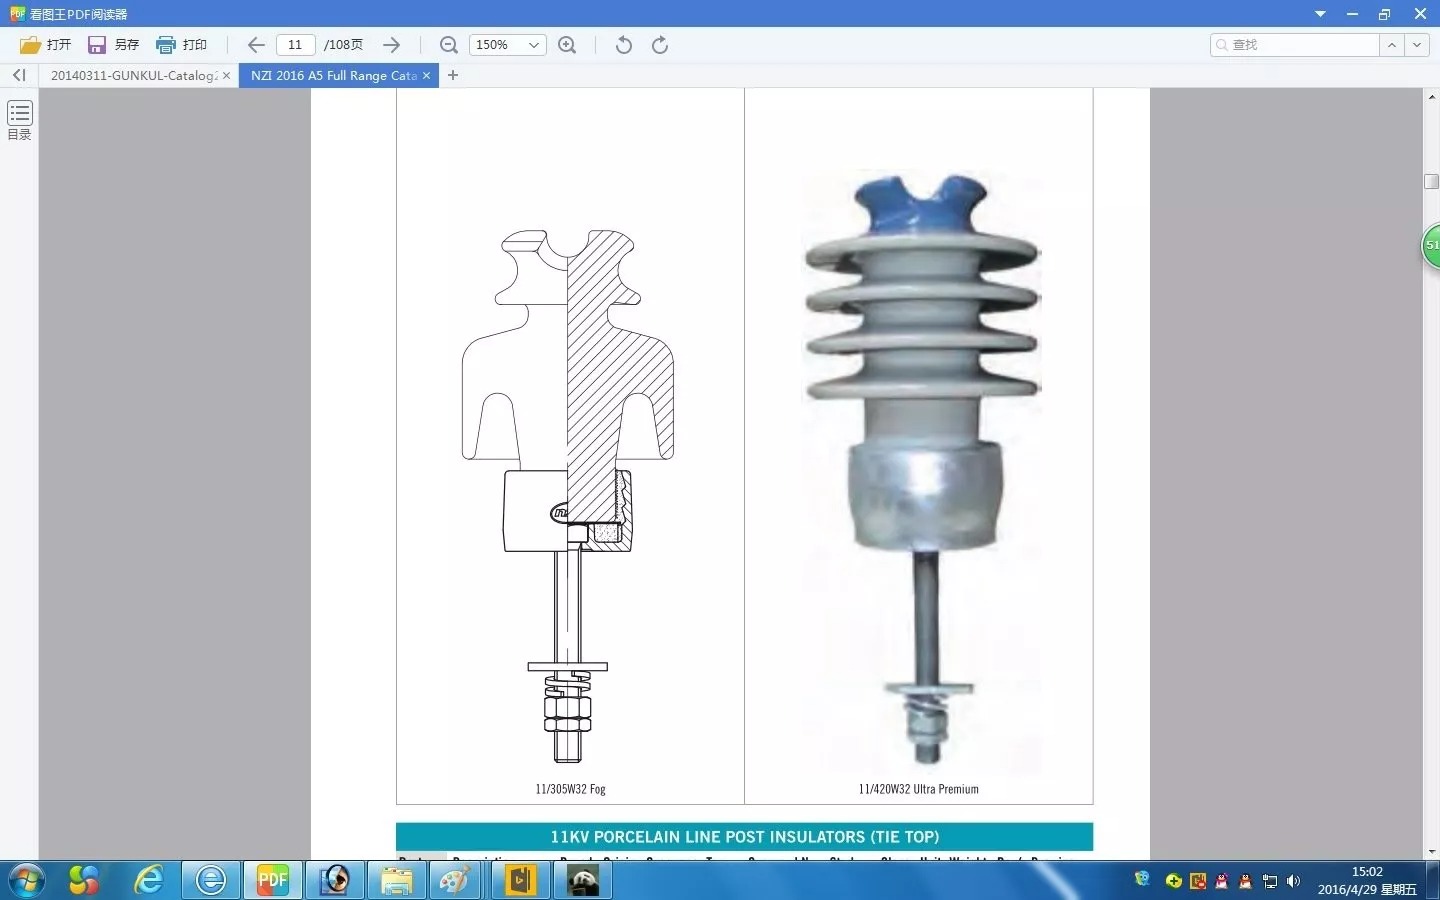 看图王PDF阅读器
打开
另存
打印
11
/108页
150%
查找
20140311-GUNKUL-Catalog
NZI 2016 A5 Full Range Cata
目录
51
11/305W32 Fog
11/420W32 Ultra Premium
11KV PORCELAIN LINE POST INSULATORS (TIE TOP)
PDF
15:02
2016/4/29 星期五